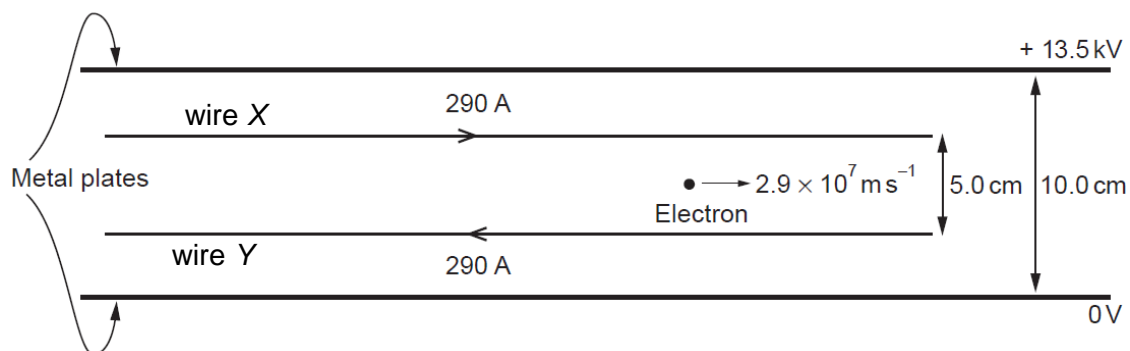 + 13.5 kV
wire X
290 A
Metal plates
2.9 × 10⁷ m s⁻¹
5.0 cm
10.0 cm
Electron
wire Y
290 A
0 V